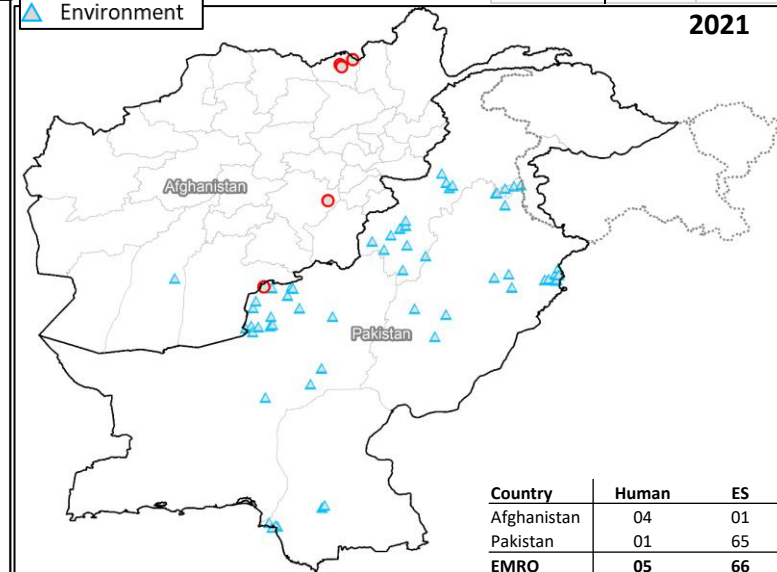 Environment
2021
Afghanistan
Pakistan
Country Human ES
Afghanistan 04 01
Pakistan 01 65
EMRO 05 66